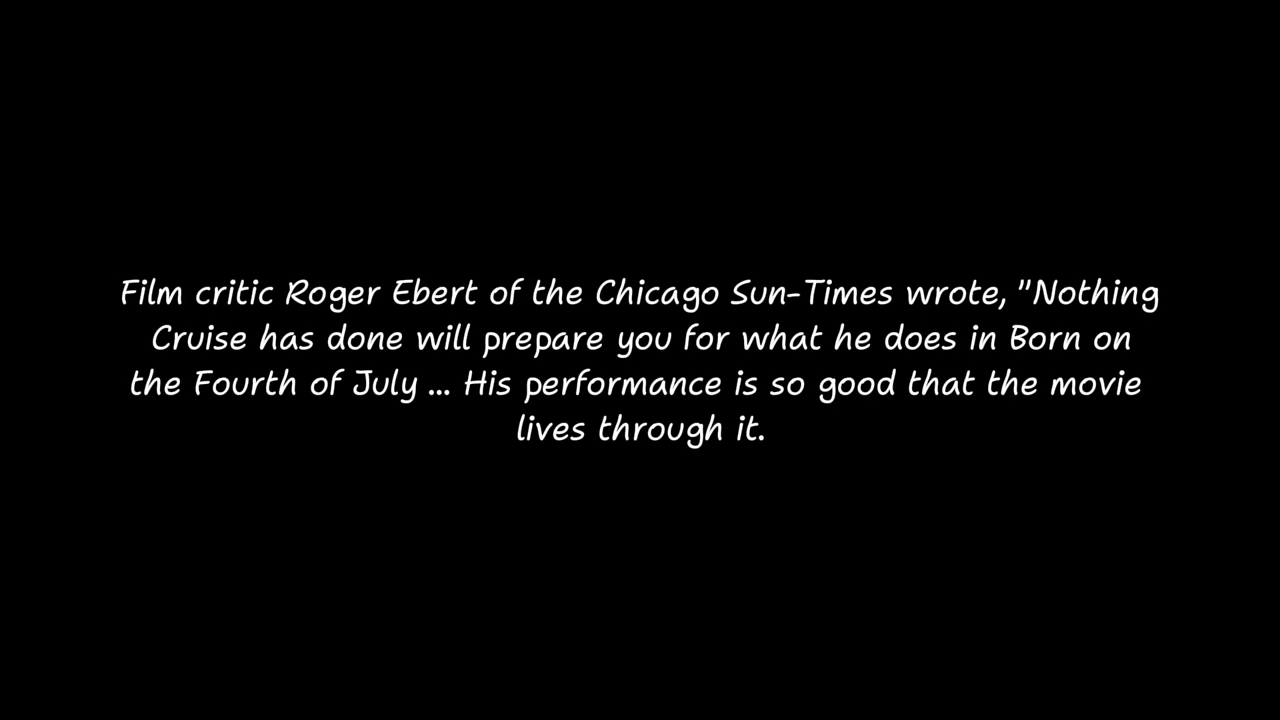 Film critic Roger Ebert of the Chicago Sun-Times wrote, "Nothing
Cruise has done will prepare you for what he does in Born on
the Fourth of July ... His performance is so good that the movie
lives through it.